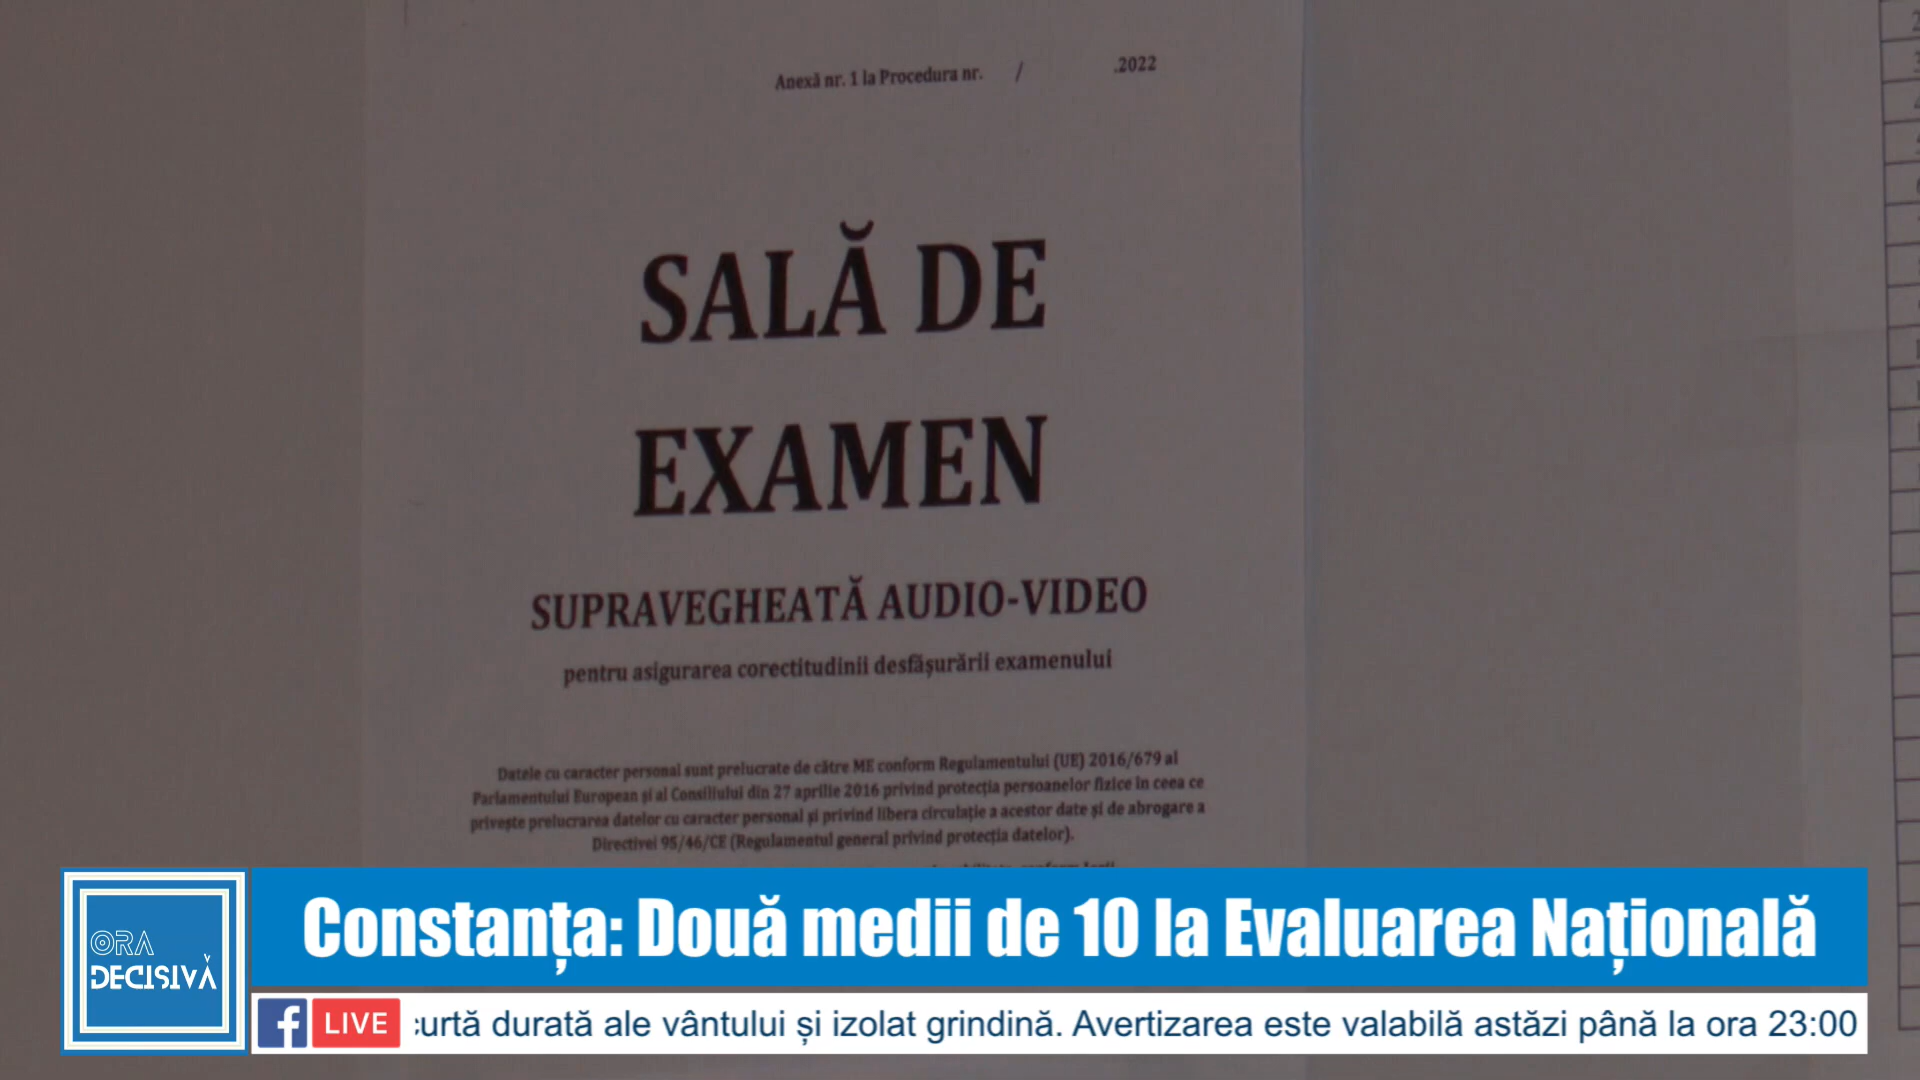 Anexă nr. 1 la Procedura nr. / .2022
SALĂ DE
EXAMEN
SUPRAVEGHEATĂ AUDIO-VIDEO
pentru asigurarea corectitudinii desfășurării examenului
Datele cu caracter personal sunt prelucrate de către ME conform Regulamentului (UE) 2016/679 al
Parlamentului European și al Consiliului din 27 aprilie 2016 privind protecția persoanelor fizice în ceea ce
privește prelucrarea datelor cu caracter personal și privind libera circulație a acestor date și de abrogare a
Directivei 95/46/CE (Regulamentul general privind protecția datelor).
Constanța: Două medii de 10 la Evaluarea Națională
ORA
DECISIVĂ
LIVE
curtă durată ale vântului și izolat grindină. Avertizarea este valabilă astăzi până la ora 23:00